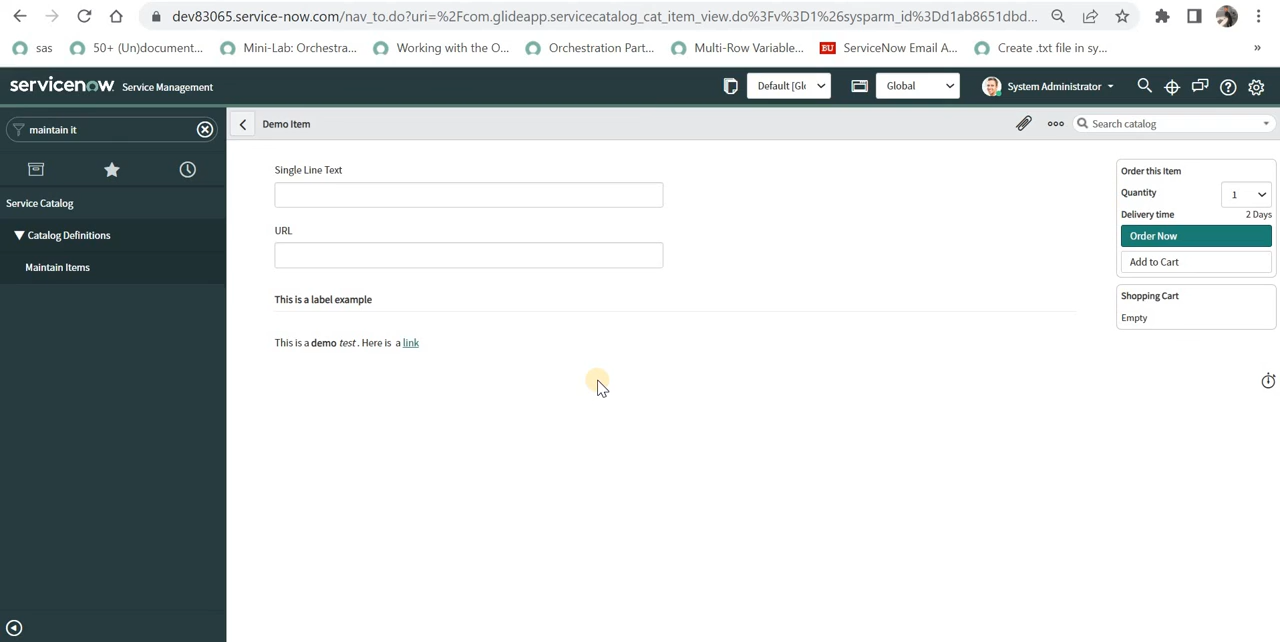 dev83065.service-now.com/nav_to.do?uri=%2Fcom.glideapp.servicecatalog_cat_item_view.do%3Fv%3D1%26sysparm_id%3Dd1ab8651dbd...
sas 50+ (Un)document... Mini-Lab: Orchestra... Working with the O... Orchestration Part... Multi-Row Variable... BU ServiceNow Email A... Create .txt file in sy... »
servicenow Service Management Default [Gl Global System Administrator
maintain it
Demo Item
Search catalog
Service Catalog
Catalog Definitions
Maintain Items
Single Line Text
URL
This is a label example
This is a demo test . Here is a link
Order this Item
Quantity 1
Delivery time 2 Days
Order Now
Add to Cart
Shopping Cart
Empty